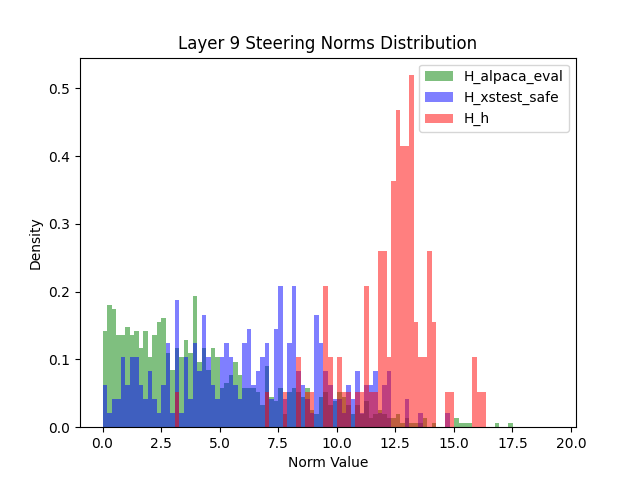 Layer 9 Steering Norms Distribution
H_alpaca_eval
H_xstest_safe
H_h
Density
0.5
0.4
0.3
0.2
0.1
0.0
0.0 2.5 5.0 7.5 10.0 12.5 15.0 17.5 20.0
Norm Value